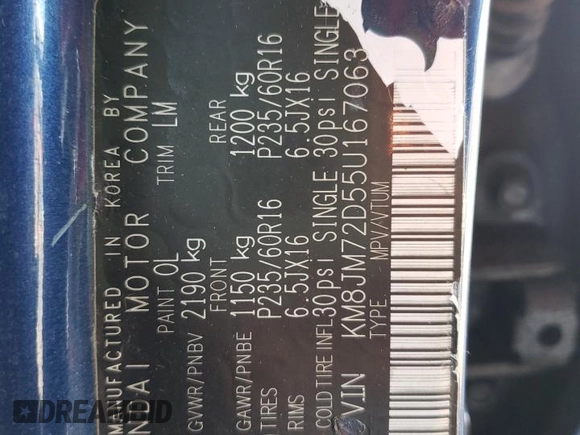 MANUFACTURED IN KOREA BY
NDAI MOTOR COMPANY
PAINT OL TRIM LM
GVWR/PNBV 2190 kg
FRONT REAR
GAWR/PNBE 1150 kg 1200 kg
TIRES P235/60R16 P235/60R16
RIMS 6.5JX16 6.5JX16
COLD TIRE INFL 30psi SINGLE 30psi SINGLE
VIN KM8JM72D55U167063
TYPE: MPV/VTUM
DREAMBID